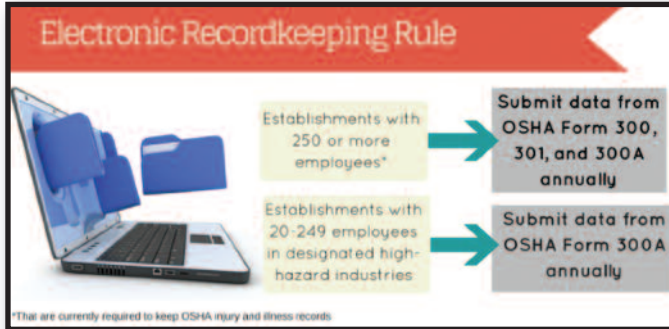 Electronic Recordkeeping Rule
Establishments with
250 or more
employees*
Submit data from
OSHA Form 300,
301, and 300A
annually
Establishments with
20-249 employees
in designated high-
hazard industries
Submit data from
OSHA Form 300A
annually
*That are currently required to keep OSHA injury and illness records